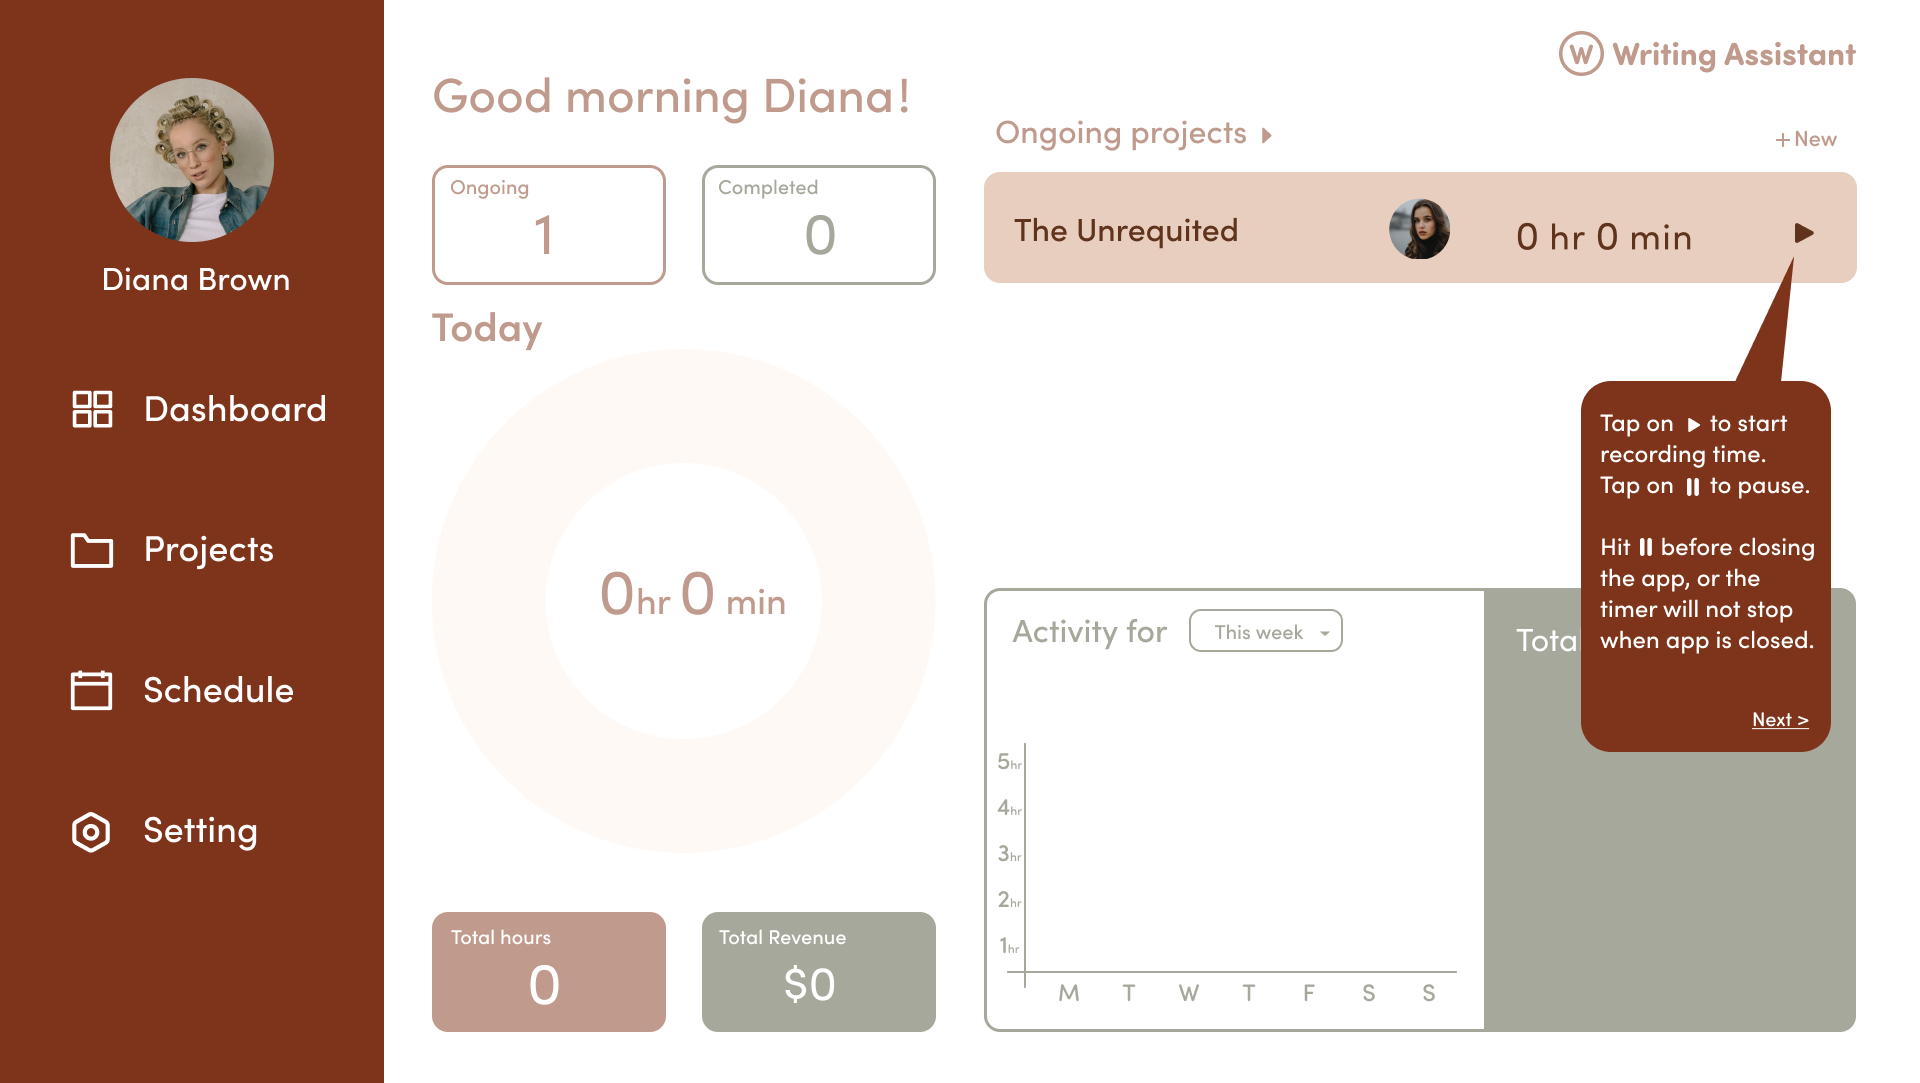 Diana Brown
Dashboard
Projects
Schedule
Setting
Good morning Diana!
Ongoing
1
Completed
0
Today
0hr 0 min
Total hours
0
Total Revenue
$0
W Writing Assistant
Ongoing projects
+New
The Unrequited
0 hr 0 min
Tap on to start
recording time.
Tap on to pause.
Hit before closing
the app, or the
timer will not stop
when app is closed.
Next >
Activity for
This week
5hr
4hr
3hr
2hr
1hr
M T W T F S S
Tota